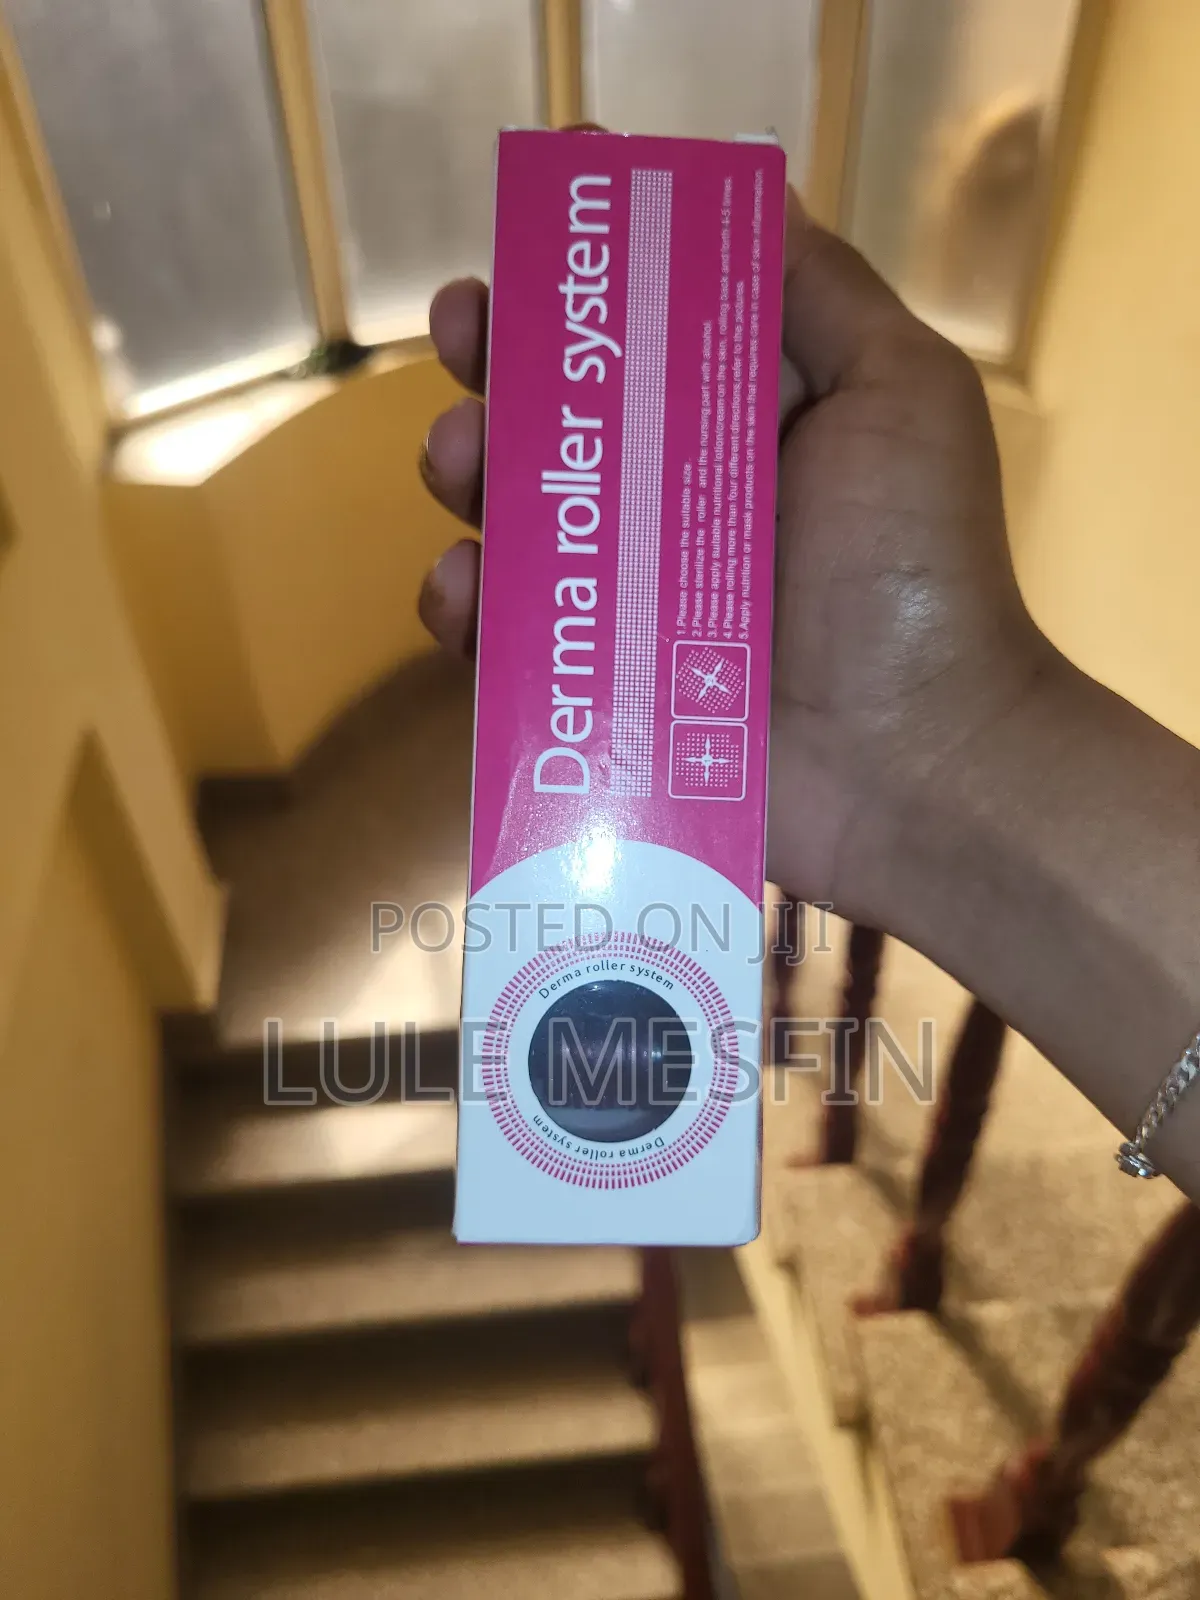 Derma roller system
1.Please choose the suitable size .
2.Please sterilize the roller and the nursing part with alcohol.
3.Please apply suitable nutritional lotion/cream on the skin, rolling back and forth 4-5 times.
4.Please rolling more than four different directions,refer to the pictures.
5.Apply nutrition or mask products on the skin that requires care in case of skin inflammation.
POSTED ON JIJI
Derma roller system
LULE MESFIN
Derma roller system